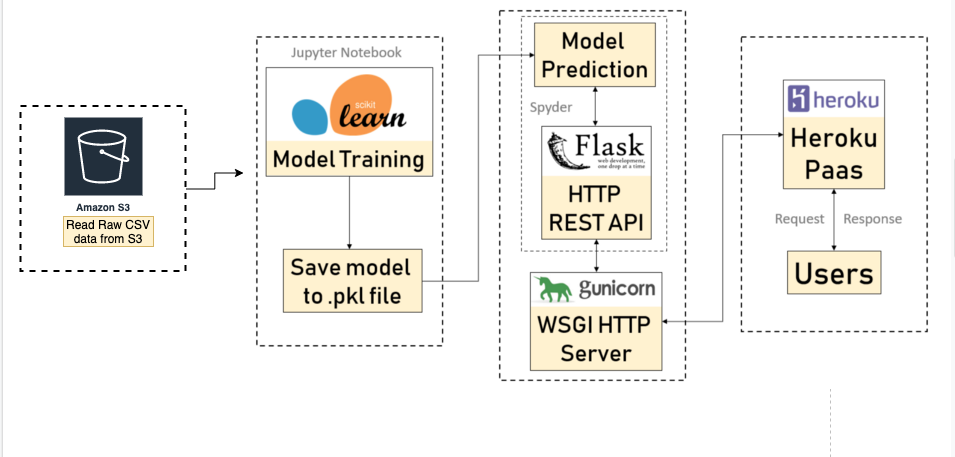 Amazon S3
Read Raw CSV
data from S3
Jupyter Notebook
scikit
learn
Model Training
Save model
to .pkl file
Model
Prediction
Spyder
Flask
web development,
one drop at a time
HTTP
REST API
gunicorn
WSGI HTTP
Server
heroku
Heroku
Paas
Request Response
Users